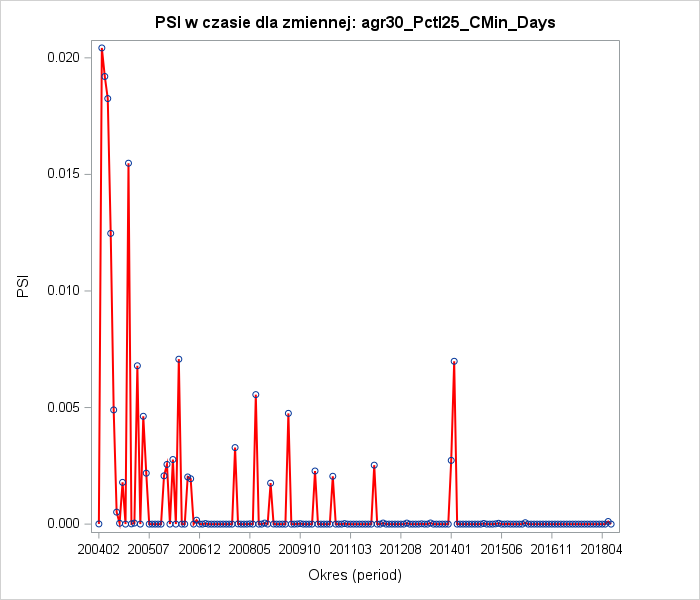 PSI w czasie dla zmiennej: agr30_Pctl25_CMin_Days
0.020
0.015
0.010
0.005
0.000
PSI
200402 200507 200612 200805 200910 201103 201208 201401 201506 201611 201804
Okres (period)